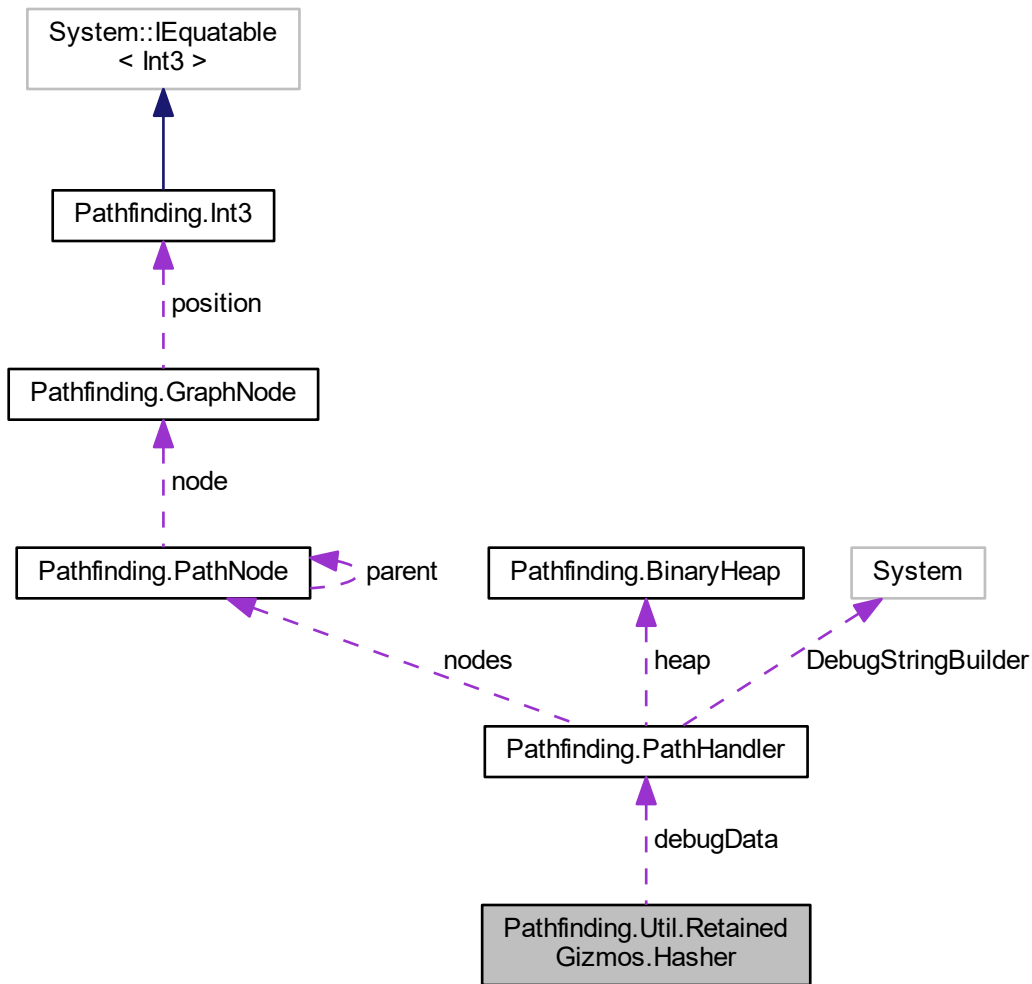 System::IEquatable
< Int3 >
Pathfinding.Int3
position
Pathfinding.GraphNode
node
Pathfinding.PathNode
parent
Pathfinding.BinaryHeap
System
nodes
heap
DebugStringBuilder
Pathfinding.PathHandler
debugData
Pathfinding.Util.Retained
Gizmos.Hasher